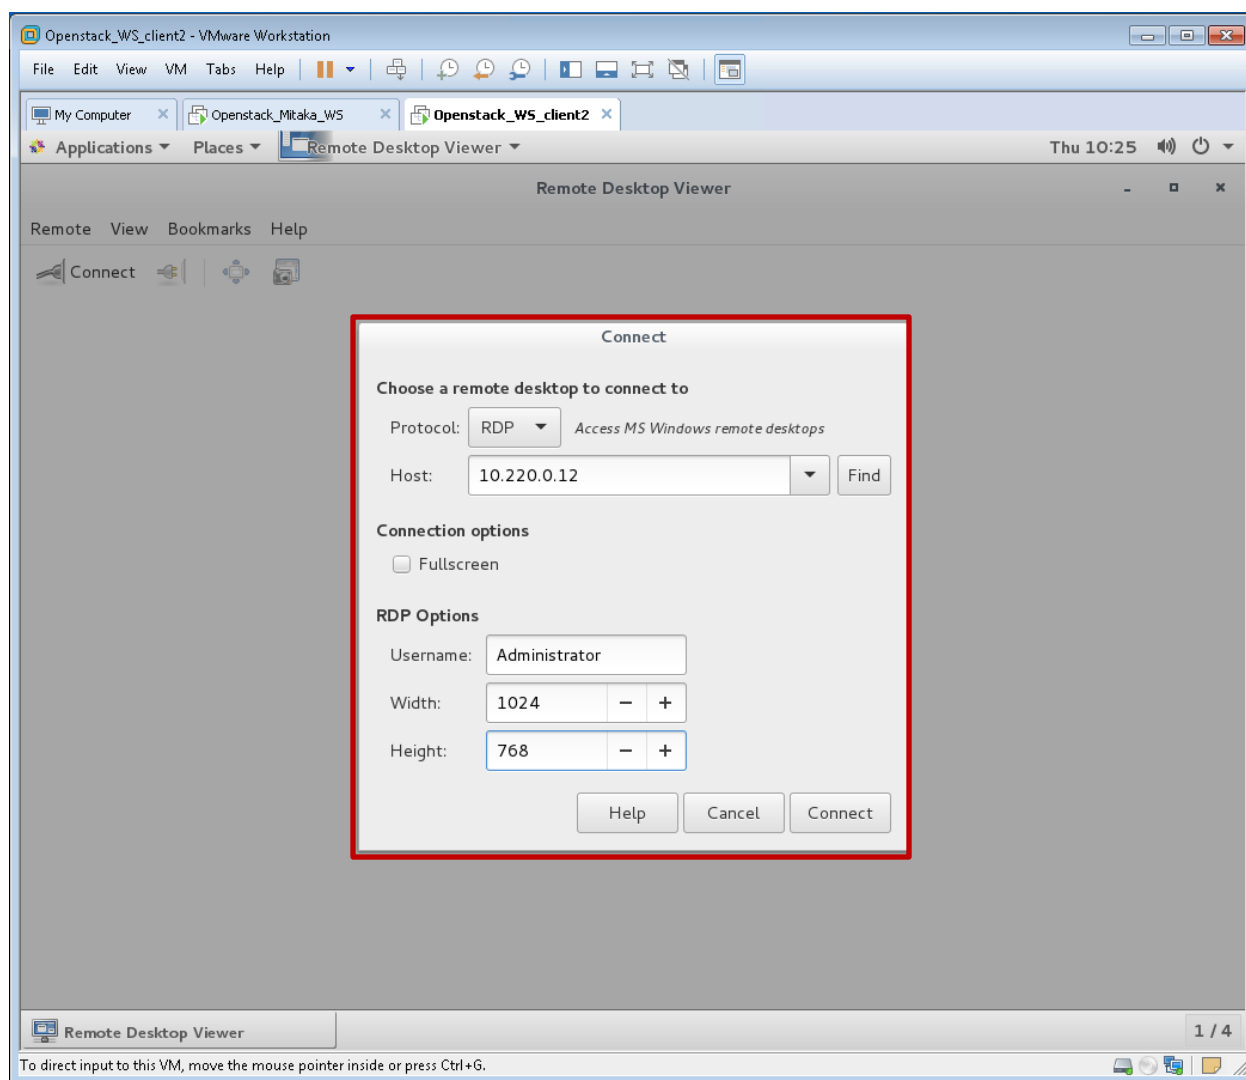 Openstack_WS_client2 - VMware Workstation
File Edit View VM Tabs Help
My Computer Openstack_Mitaka_WS Openstack_WS_client2
Applications Places Remote Desktop Viewer Thu 10:25
Remote Desktop Viewer
Remote View Bookmarks Help
Connect
Connect
Choose a remote desktop to connect to
Protocol: RDP Access MS Windows remote desktops
Host: 10.220.0.12 Find
Connection options
Fullscreen
RDP Options
Username: Administrator
Width: 1024 − +
Height: 768 − +
Help Cancel Connect
Remote Desktop Viewer 1 / 4
To direct input to this VM, move the mouse pointer inside or press Ctrl+G.